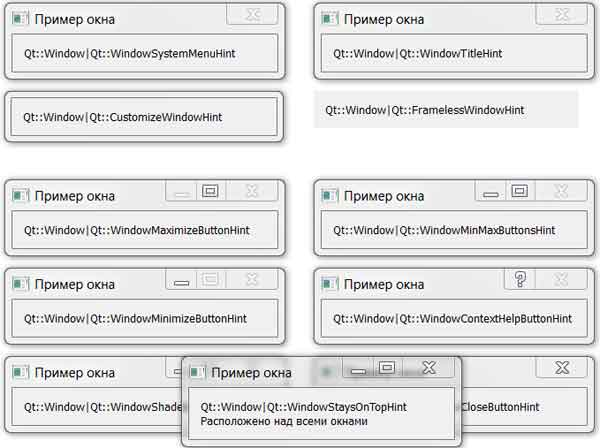 Пример окна
Qt::Window|Qt::WindowSystemMenuHint
Пример окна
Qt::Window|Qt::WindowTitleHint
Qt::Window|Qt::CustomizeWindowHint
Qt::Window|Qt::FramelessWindowHint
Пример окна
Qt::Window|Qt::WindowMaximizeButtonHint
Пример окна
Qt::Window|Qt::WindowMinMaxButtonsHint
Пример окна
Qt::Window|Qt::WindowMinimizeButtonHint
Пример окна
Qt::Window|Qt::WindowContextHelpButtonHint
Пример окна
Qt::Window|Qt::WindowShade
Пример окна
Qt::Window|Qt::WindowStaysOnTopHint
Расположено над всеми окнами
CloseButtonHint